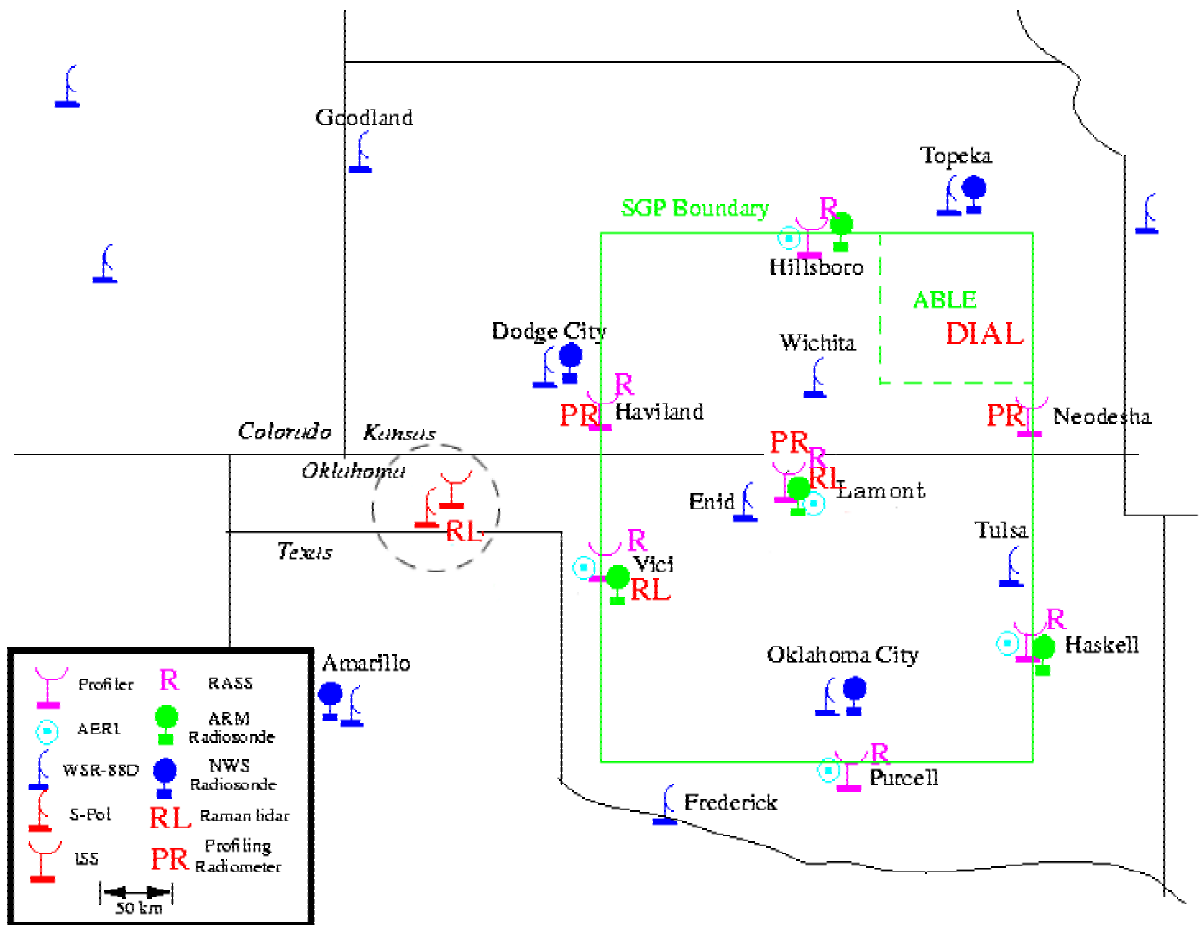 Goodland
Topeka
R
SGP Boundary
Hillsboro
ABLE
DIAL
Dodge City
Wichita
R
PR
Haviland
PR
Neodesha
Colorado
Kansas
PR
Oklahoma
R
RL
Lamont
Enid
RL
Texus
R
Vici
RL
Tulsa
R
Haskell
Oklahoma City
Amarillo
R
Purcell
Frederick
Profiler
R
RASS
AERI
ARM
Radiosonde
WSR-88D
NWS
Radiosonde
S-Pol
RL
Raman lidar
ISS
PR
Profiling
Radiometer
50 km